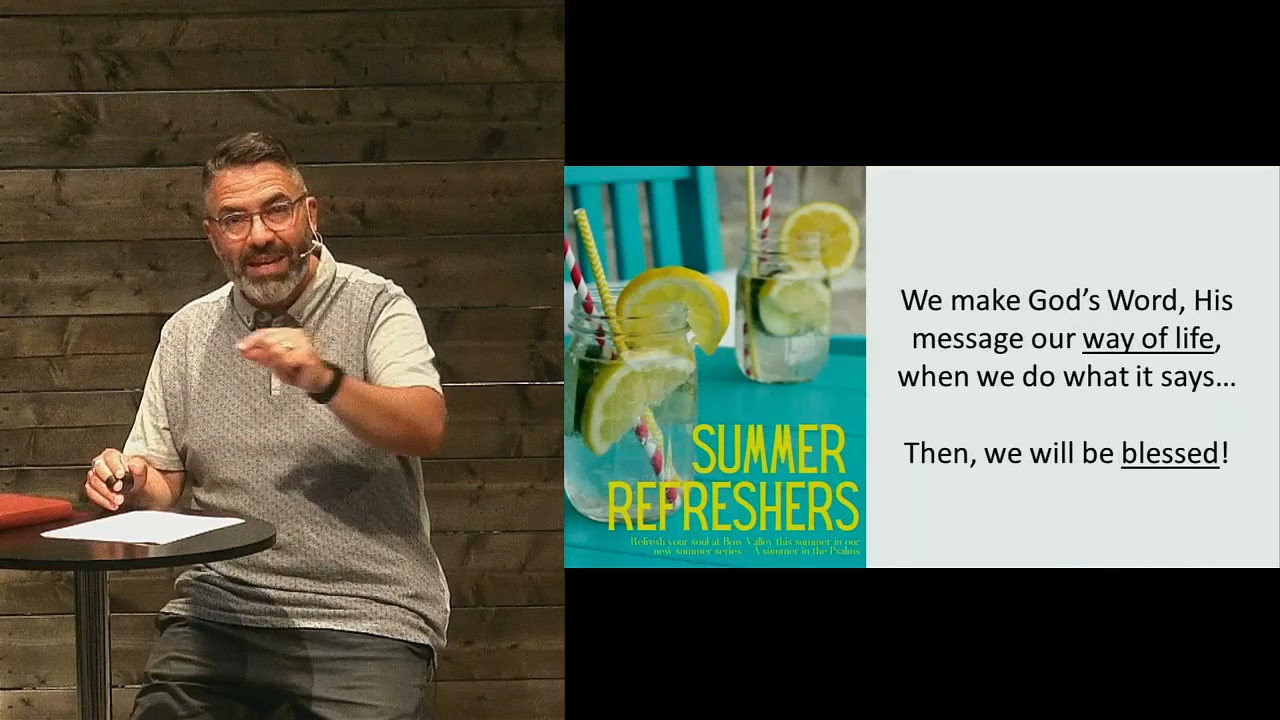 We make God’s Word, His
message our way of life,
when we do what it says...
Then, we will be blessed!
SUMMER
REFRESHERS
Refresh your soul at Bow Valley this summer in our
new summer series - A summer in the Psalms